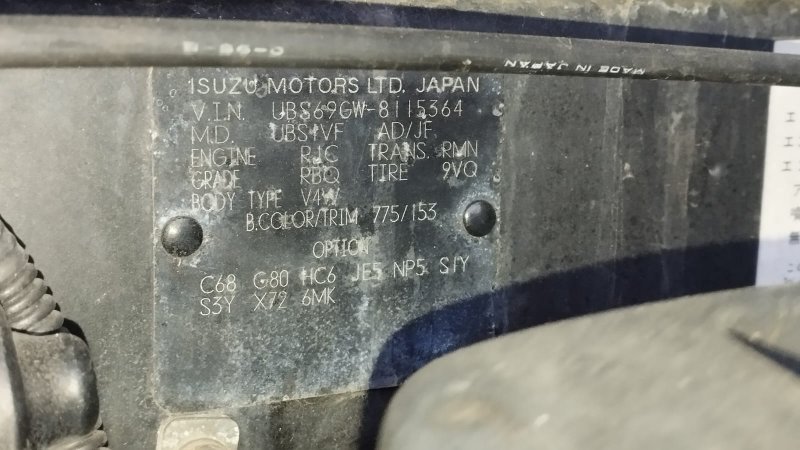 MADE IN JAPAN
ISUZU MOTORS LTD. JAPAN
V.I.N. UBS69GW-8115364
M.D. UBS1VF AD/JF
ENGINE RJC TRANS. RMN
GRADE RBQ TIRE 9VQ
BODY TYPE V4W
B.COLOR/TRIM 775/153
OPTION
C68 G80 HC6 JE5 NP5 S1Y
S3Y X72 6MK